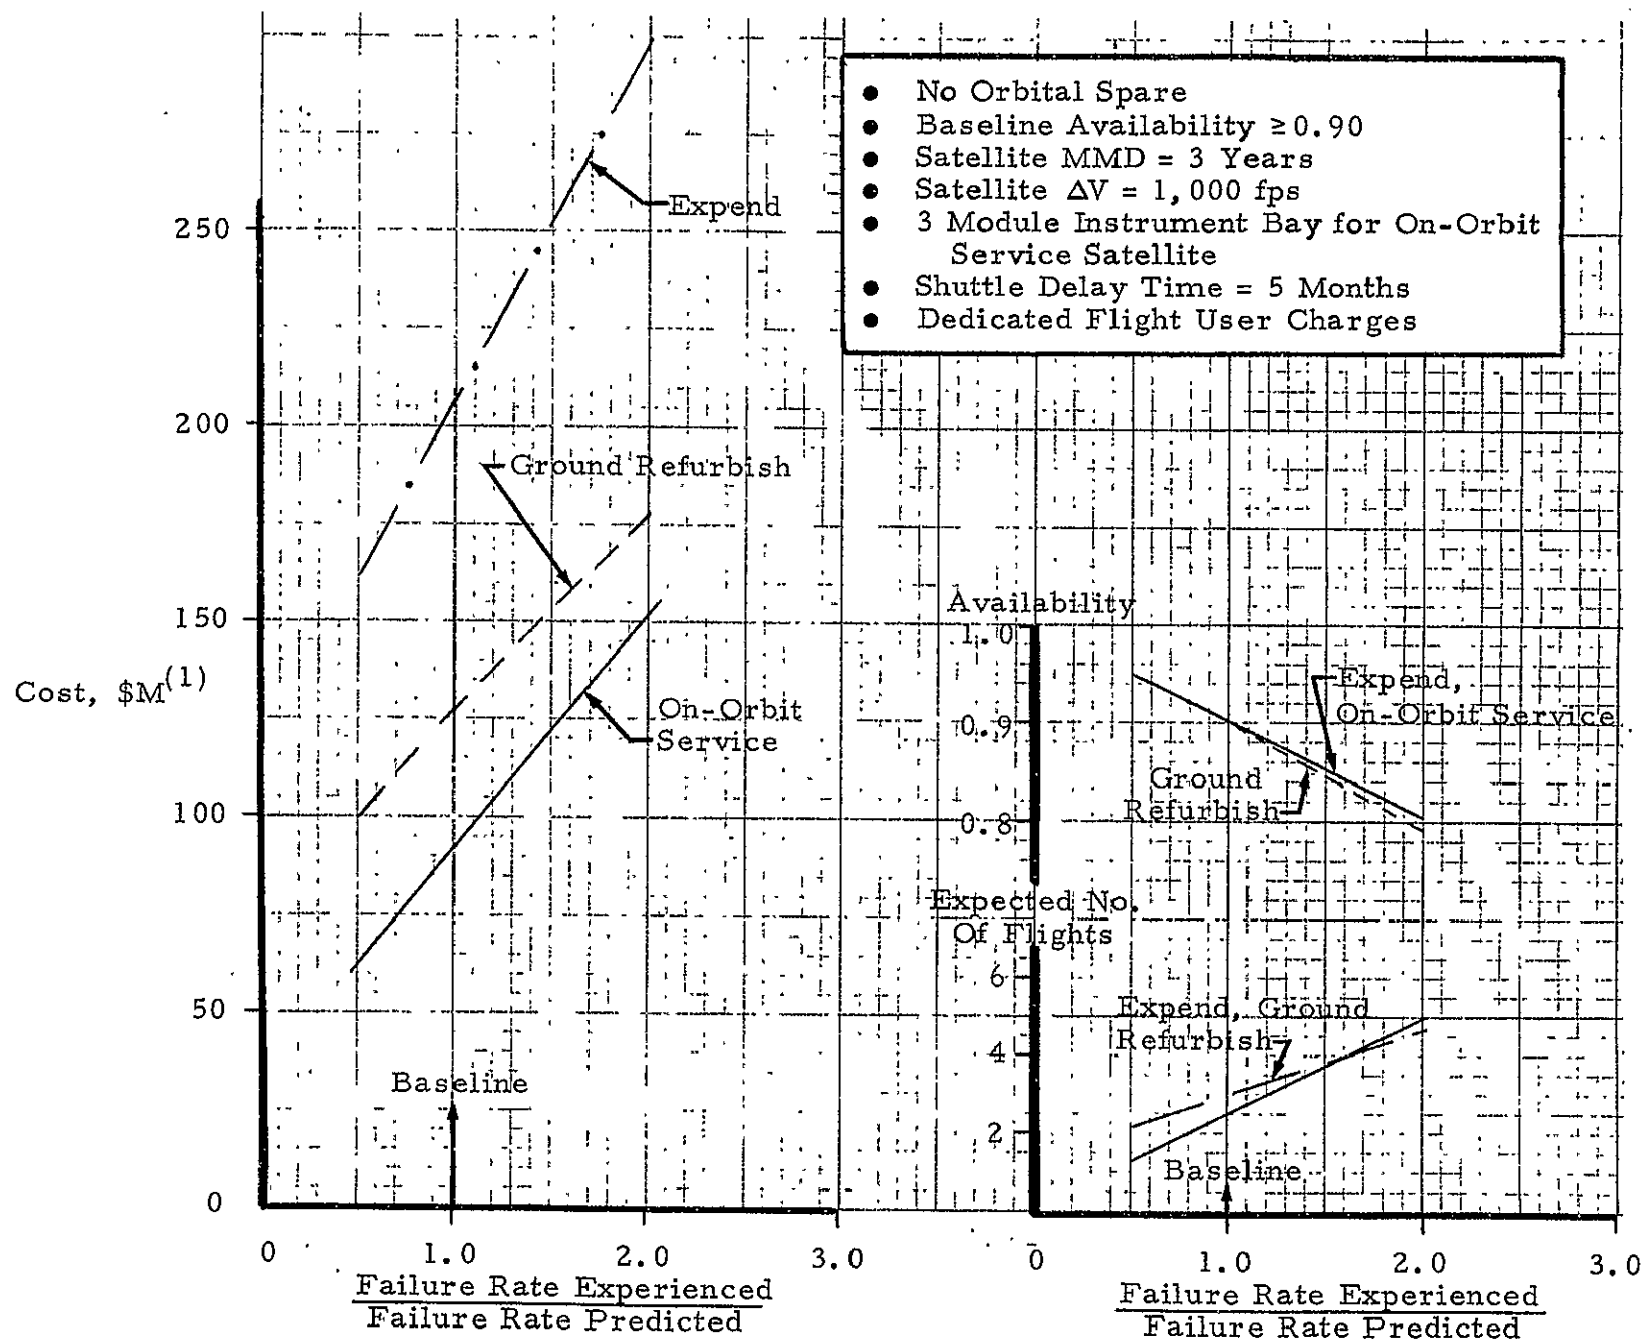 • No Orbital Spare
• Baseline Availability ≥0.90
• Satellite MMD = 3 Years
• Satellite ΔV = 1,000 fps
• 3 Module Instrument Bay for On-Orbit
Service Satellite
• Shuttle Delay Time = 5 Months
• Dedicated Flight User Charges
Cost, $M(1)
250
200
150
100
50
0
Expend
Ground Refurbish
On-Orbit
Service
Baseline
0 1.0 2.0 3.0
Failure Rate Experienced
Failure Rate Predicted
Availability
1.0
0.9
0.8
Expend,
On-Orbit Service
Ground
Refurbish
Expected No.
Of Flights
6
4
2
Expend, Ground
Refurbish
Baseline
0 1.0 2.0 3.0
Failure Rate Experienced
Failure Rate Predicted